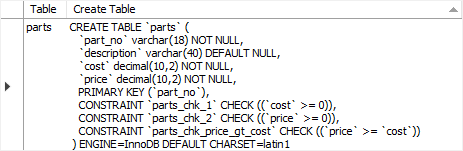 Table Create Table
parts CREATE TABLE `parts` (
`part_no` varchar(18) NOT NULL,
`description` varchar(40) DEFAULT NULL,
`cost` decimal(10,2) NOT NULL,
`price` decimal(10,2) NOT NULL,
PRIMARY KEY (`part_no`),
CONSTRAINT `parts_chk_1` CHECK ((`cost` >= 0)),
CONSTRAINT `parts_chk_2` CHECK ((`price` >= 0)),
CONSTRAINT `parts_chk_price_gt_cost` CHECK ((`price` >= `cost`))
) ENGINE=InnoDB DEFAULT CHARSET=latin1